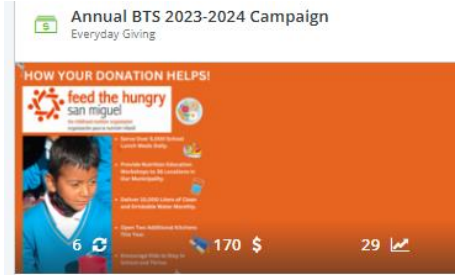 Annual BTS 2023-2024 Campaign
Everyday Giving
HOW YOUR DONATION HELPS!
feed the hungry
san miguel
Serve Over 5,000 School
Lunch Meals Daily.
Provide Nutrition Education
Workshops to 36 Locations in
Our Municipality.
Deliver 20,000 Liters of Clean
and Drinkable Water Monthly.
Open Two Additional Kitchens
This Year.
Encourage Kids to Stay in
School and Thrive
6
170 $
29